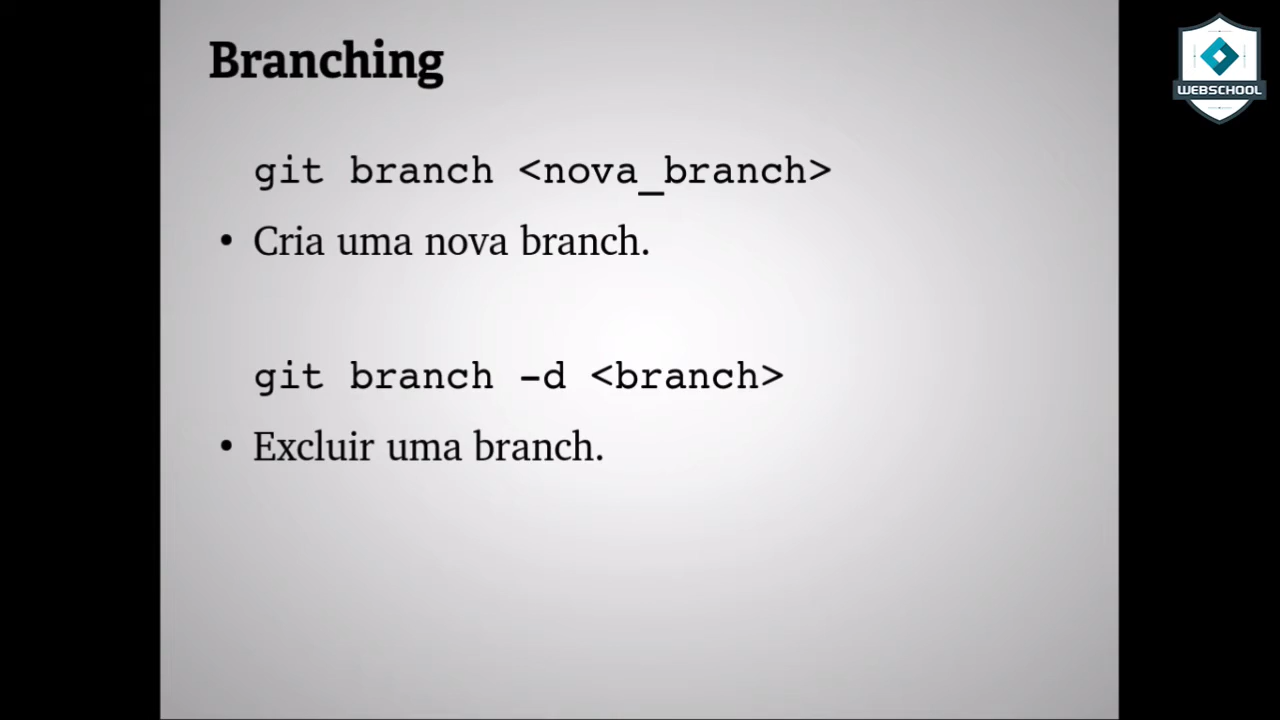 Branching
WEBSCHOOL
git branch <nova_branch>
• Cria uma nova branch.
git branch -d <branch>
• Excluir uma branch.